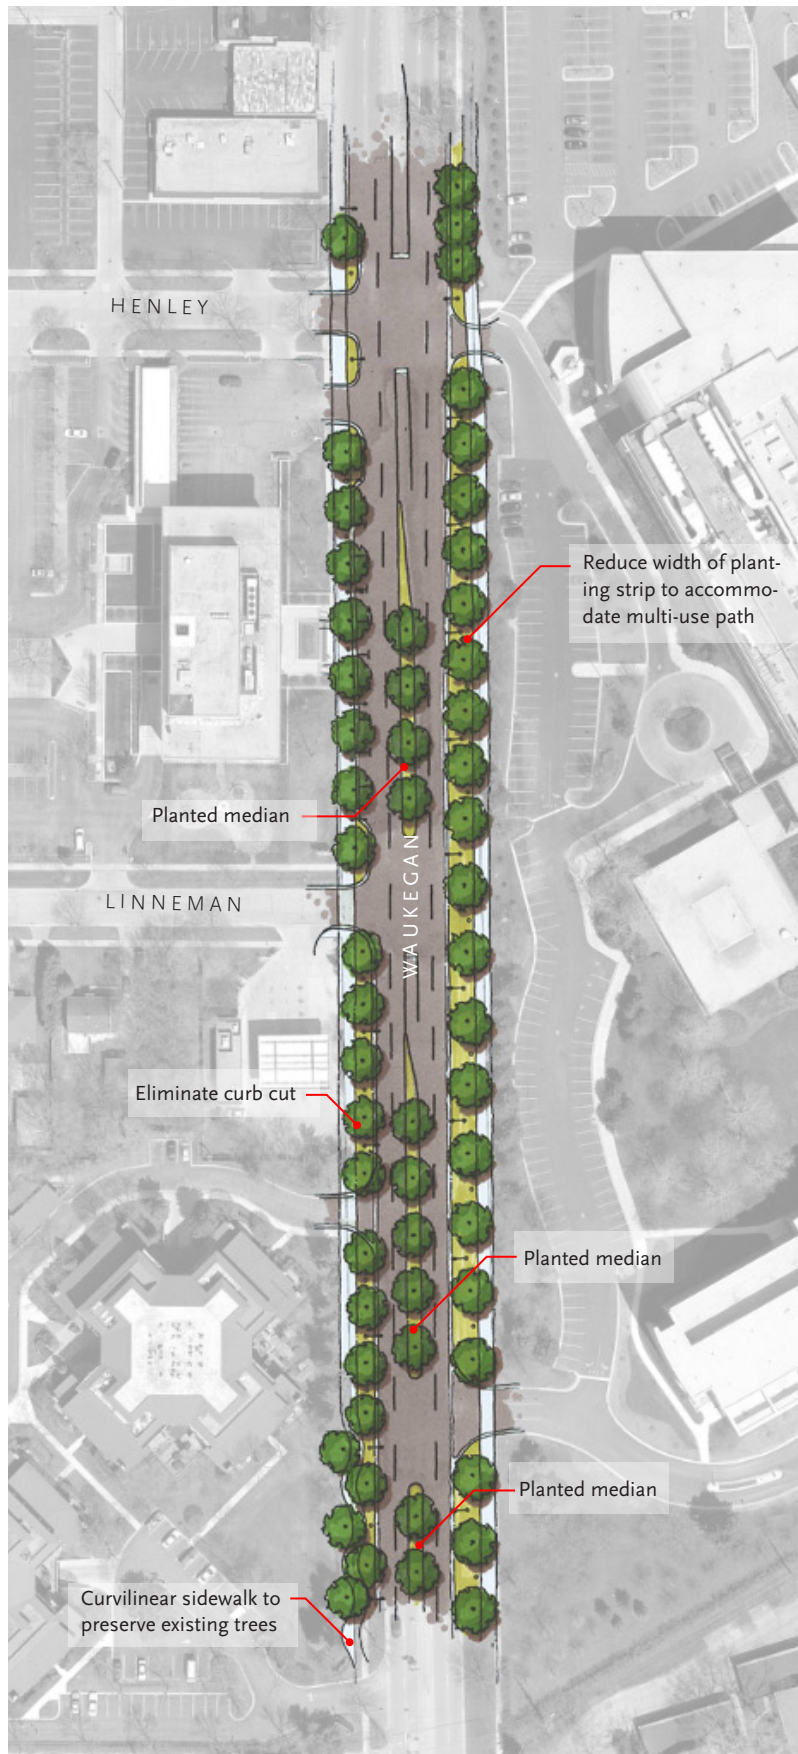 HENLEY
Reduce width of plant-
ing strip to accommo-
date multi-use path
Planted median
WAUKEGAN
LINNEMAN
Eliminate curb cut
Planted median
Planted median
Curvilinear sidewalk to
preserve existing trees